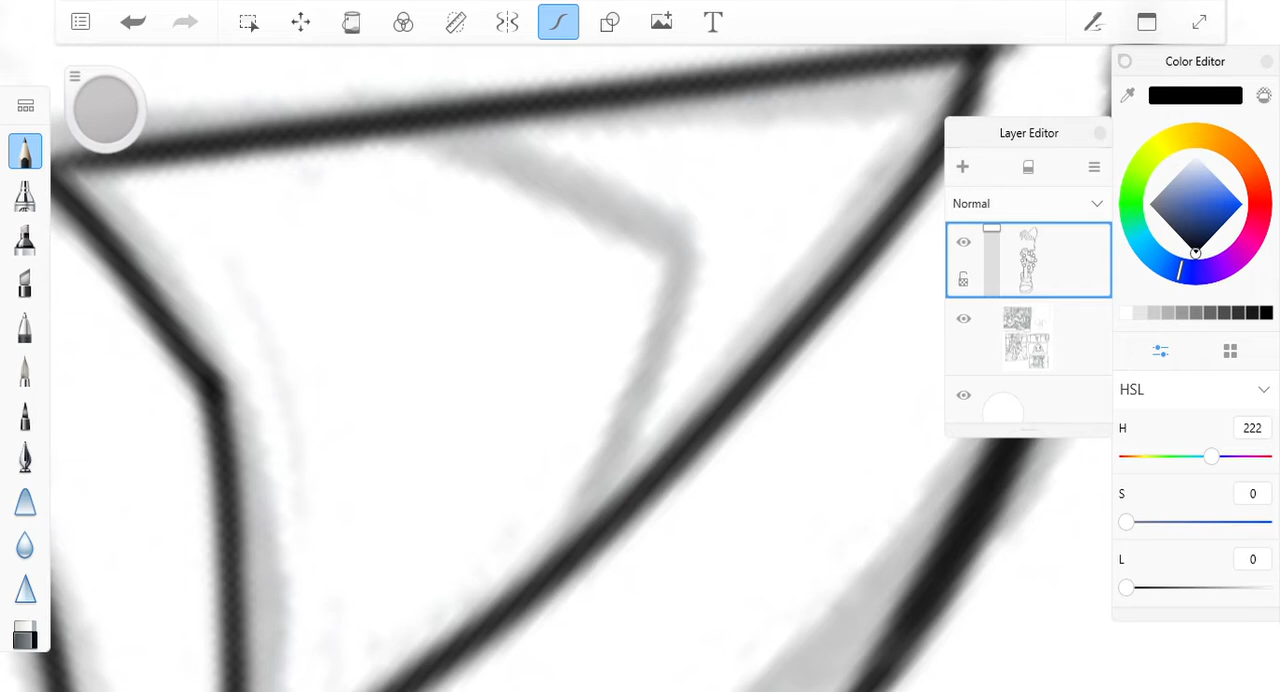 Color Editor
Layer Editor
Normal
HSL
H 222
S 0
L 0